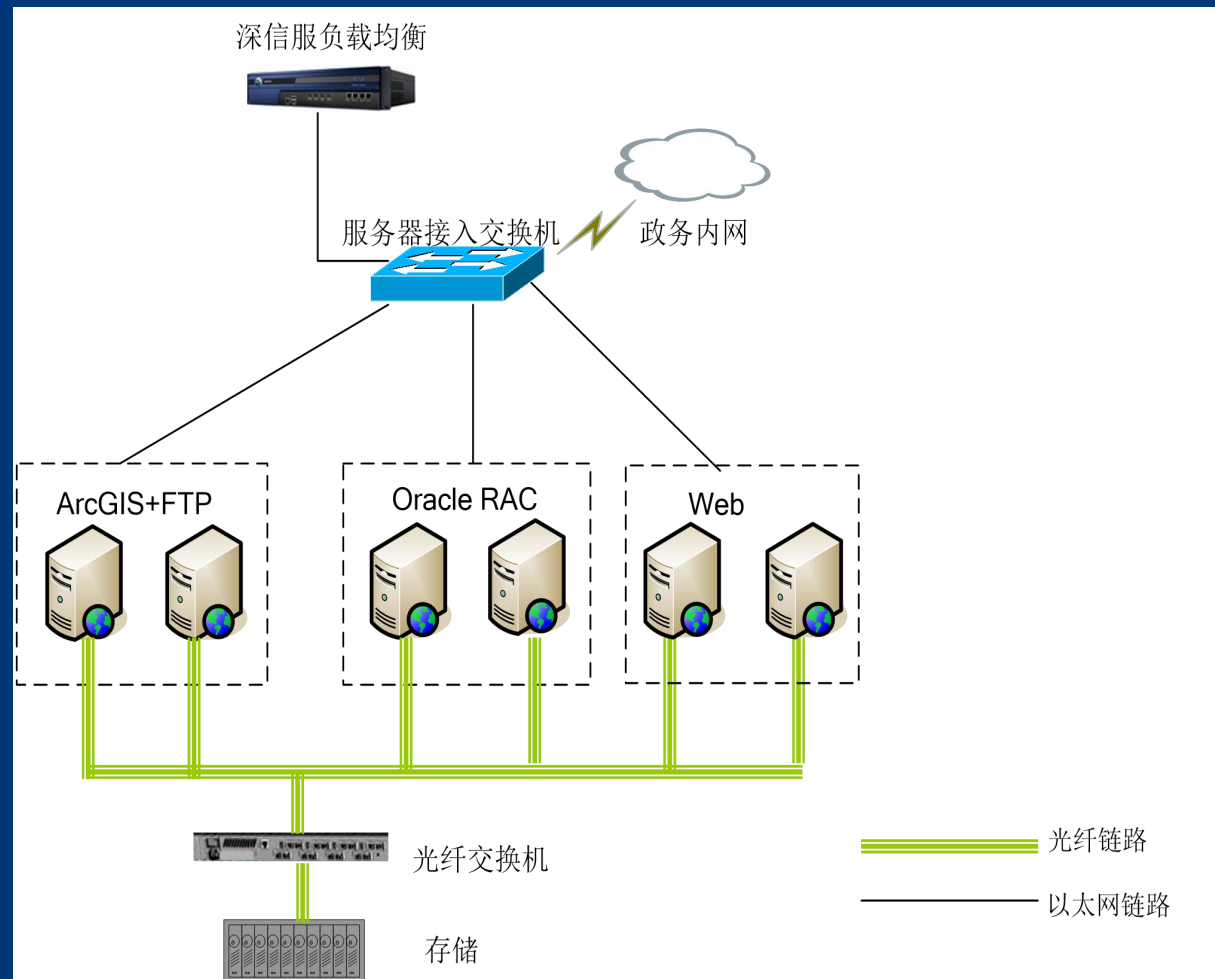 深信服负载均衡
服务器接入交换机
政务内网
ArcGIS+FTP
Oracle RAC
Web
光纤交换机
光纤链路
以太网链路
存储